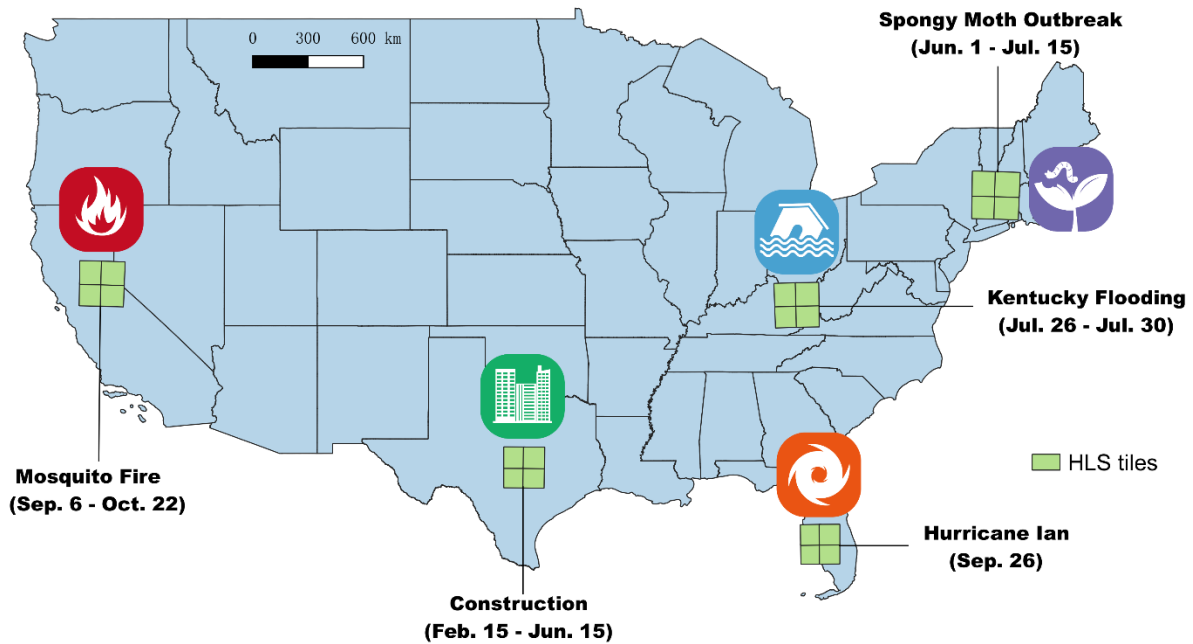 Spongy Moth Outbreak
(Jun. 1 - Jul. 15)
0 300 600 km
Kentucky Flooding
(Jul. 26 - Jul. 30)
Mosquito Fire
(Sep. 6 - Oct. 22)
HLS tiles
Hurricane Ian
(Sep. 26)
Construction
(Feb. 15 - Jun. 15)